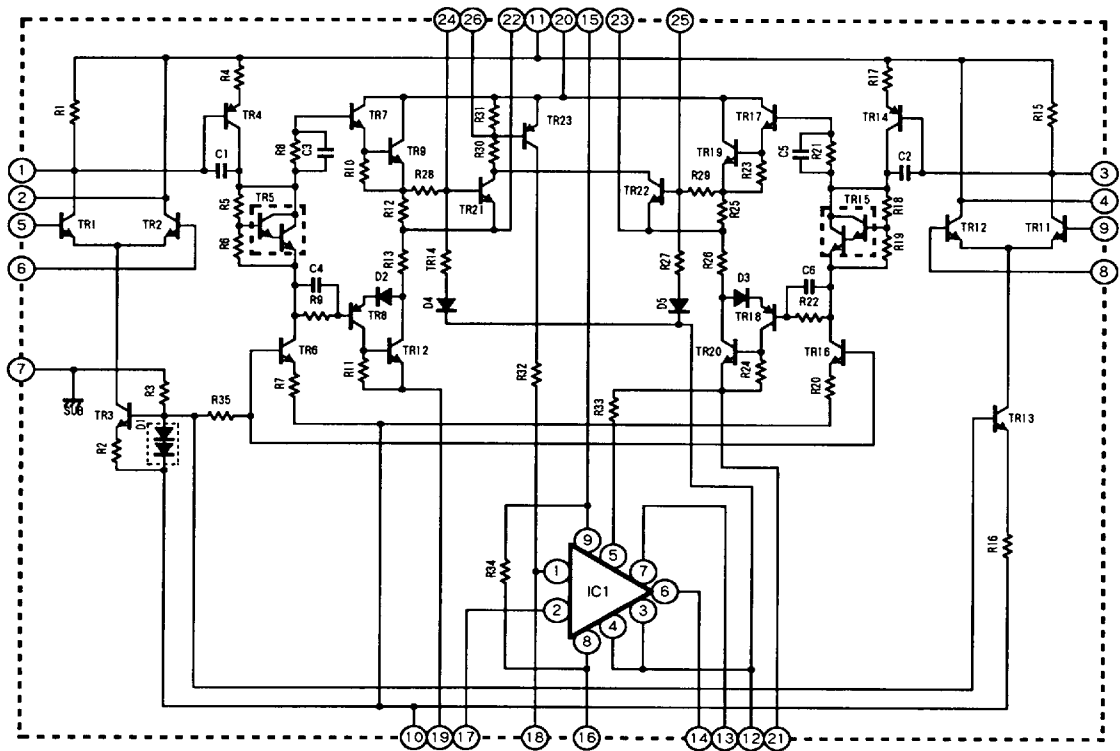 24 26 22 11 20 15 23 25
R1
R4
TR4
C1
R8
C3
TR7
R10
TR9
R28
R31
R30
TR23
TR21
TR22
R29
TR17
TR19
R23
C5
R21
R17
TR14
C2
R15
1
2
5
6
TR1
TR2
R5
TR5
R6
R12
R13
TR14
R25
R27
R26
TR15
R18
R19
TR12
TR11
3
4
9
8
C4
R9
D2
TR8
D4
D5
D3
TR18
C6
R22
7
SUB
R3
TR6
R7
R11
TR12
R32
TR20
R24
TR16
R20
TR3
D1
R2
R35
R33
TR13
R16
R34
9
5
7
1
IC1
6
2
3
4
8
10 19 17 18 16 14 13 12 21